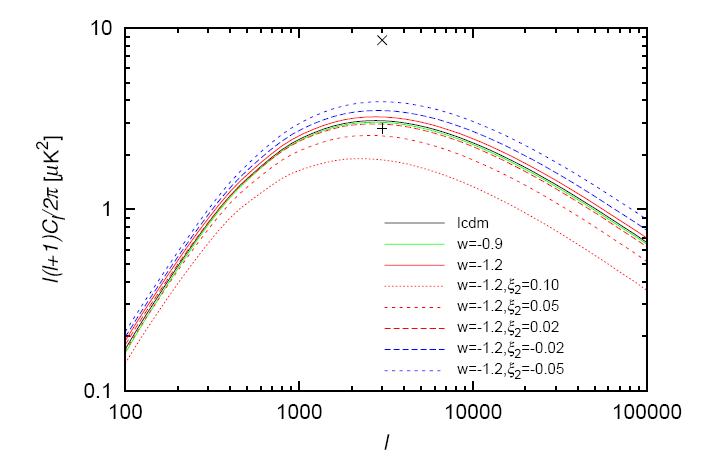 10
1
0.1
l(l+1)C_l/2π [μK²]
100 1000 10000 100000
l
lcdm
w=-0.9
w=-1.2
w=-1.2,ξ₂=0.10
w=-1.2,ξ₂=0.05
w=-1.2,ξ₂=0.02
w=-1.2,ξ₂=-0.02
w=-1.2,ξ₂=-0.05